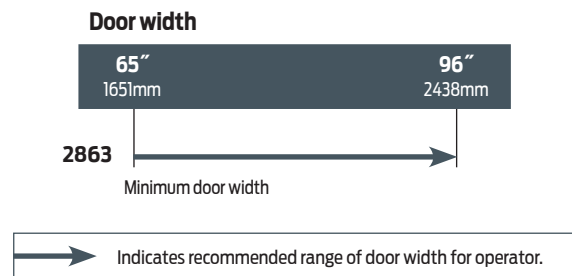 Door width
65″ 96″
1651mm 2438mm
2863
Minimum door width
Indicates recommended range of door width for operator.